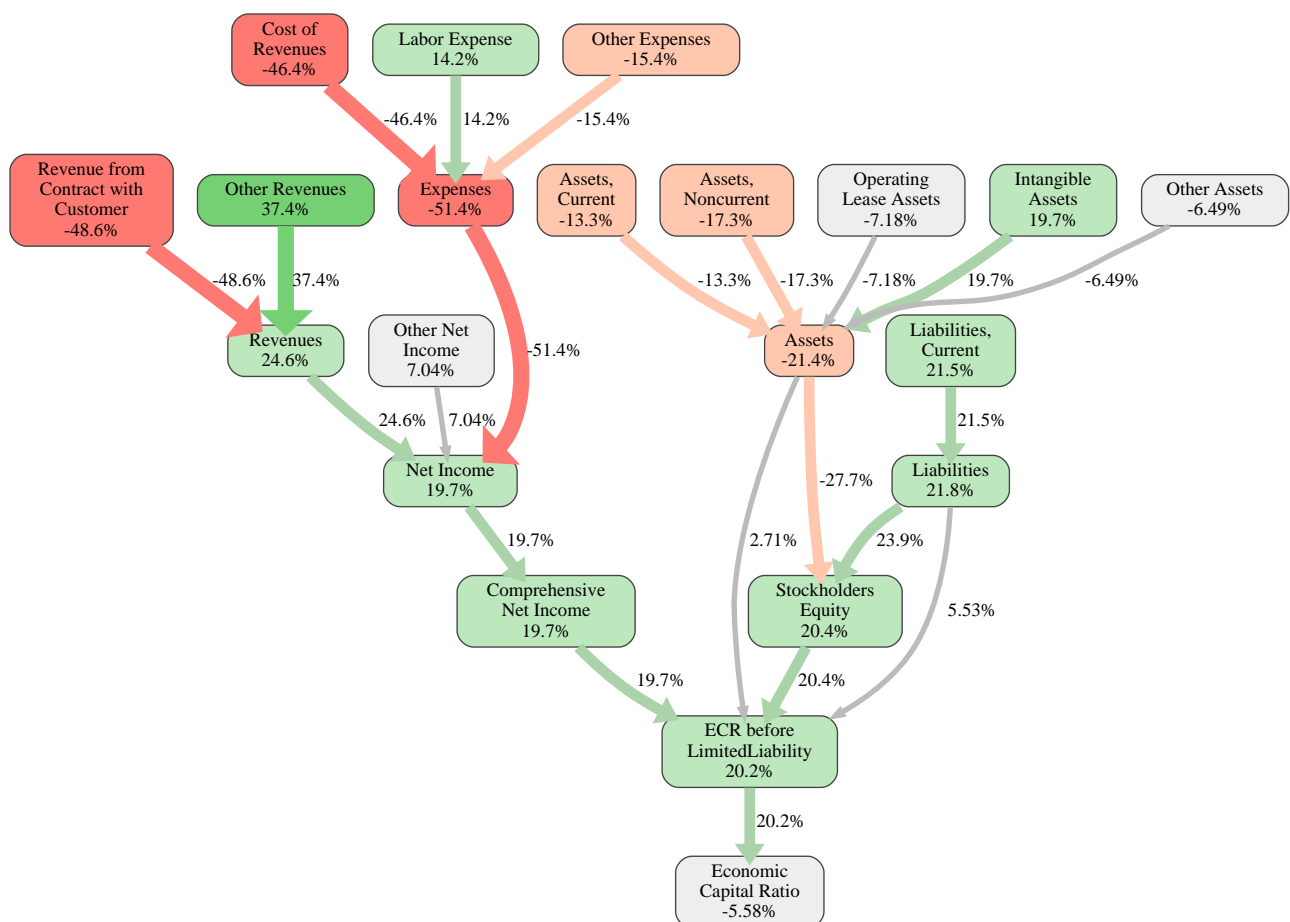 Cost of
Revenues
-46.4%
Labor Expense
14.2%
Other Expenses
-15.4%
-46.4%
14.2%
-15.4%
Revenue from
Contract with
Customer
-48.6%
Other Revenues
37.4%
Expenses
-51.4%
Assets,
Current
-13.3%
Assets,
Noncurrent
-17.3%
Operating
Lease Assets
-7.18%
Intangible
Assets
19.7%
Other Assets
-6.49%
-48.6%
37.4%
-13.3%
-17.3%
-7.18%
19.7%
-6.49%
Revenues
24.6%
Other Net
Income
7.04%
-51.4%
Assets
-21.4%
Liabilities,
Current
21.5%
24.6%
7.04%
21.5%
Net Income
19.7%
-27.7%
Liabilities
21.8%
19.7%
2.71%
23.9%
Comprehensive
Net Income
19.7%
Stockholders
Equity
20.4%
5.53%
19.7%
20.4%
ECR before
LimitedLiability
20.2%
20.2%
Economic
Capital Ratio
-5.58%